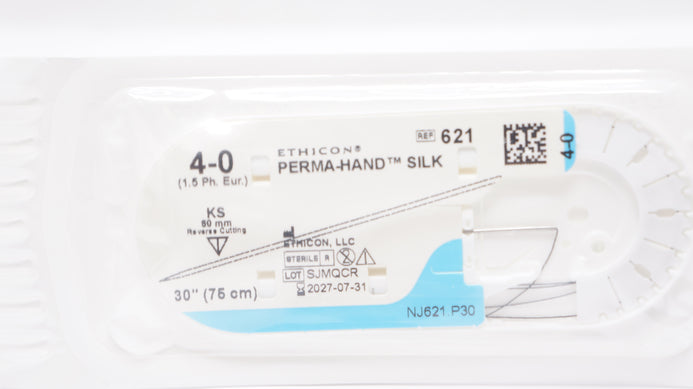 4-0
(1.5 Ph. Eur.)
ETHICON®
PERMA-HAND™ SILK
REF 621
4-0
KS
60 mm
Reverse Cutting
ETHICON, LLC
STERILE R
LOT SJMQCR
2027-07-31
30" (75 cm)
NJ621.P30